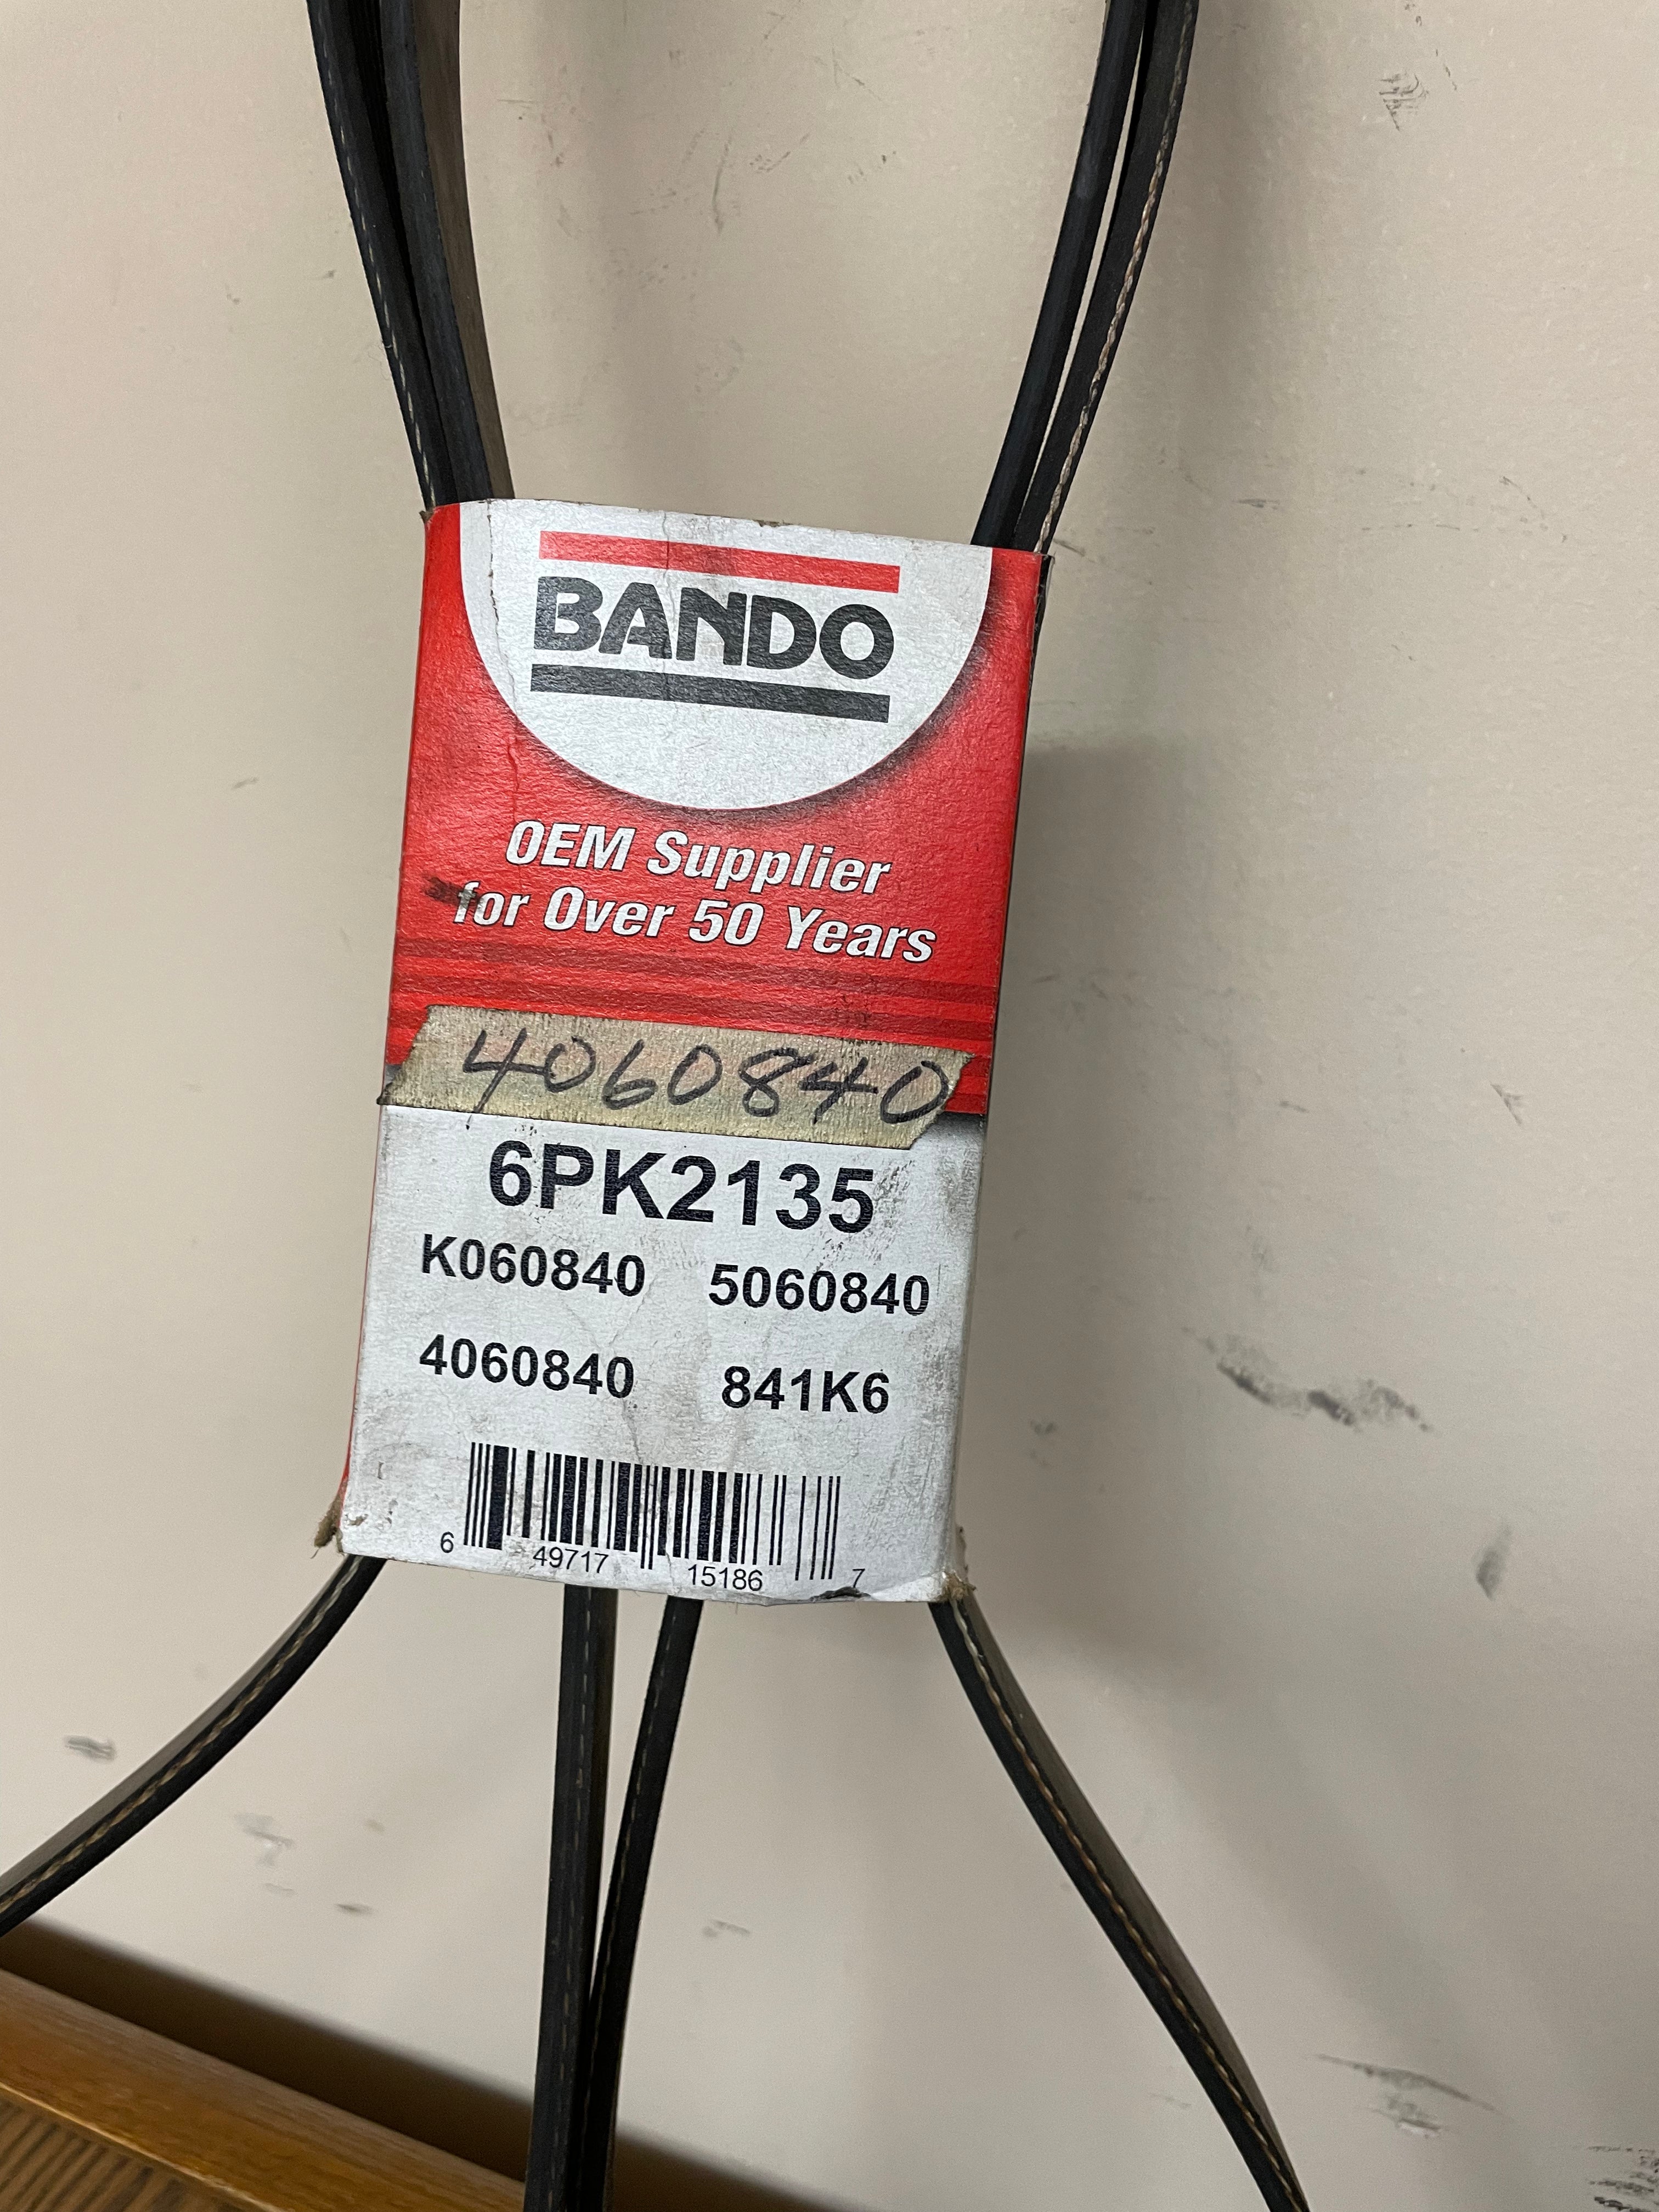 BANDO
OEM Supplier
for Over 50 Years
4060840
6PK2135
K060840 5060840
4060840 841K6
6 49717 15186 7